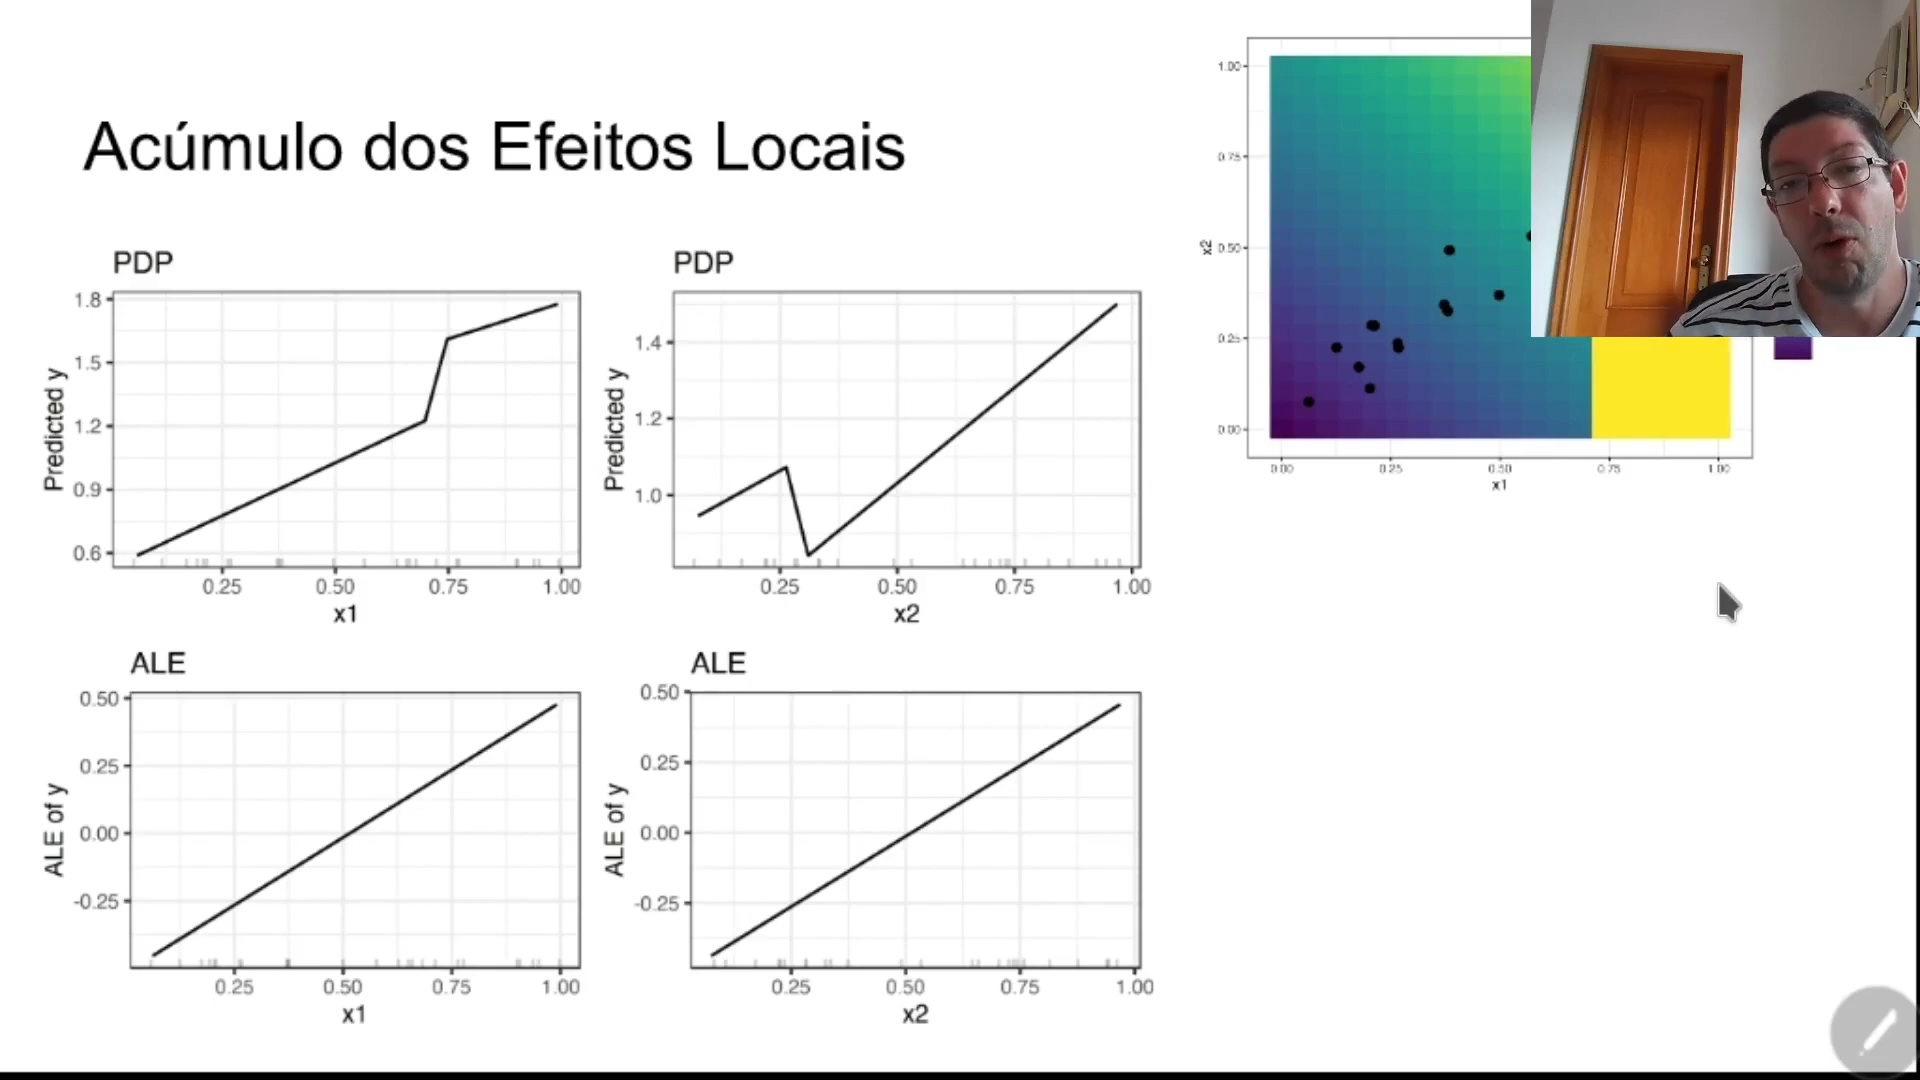 Acúmulo dos Efeitos Locais
PDP
Predicted y
1.8
1.5
1.2
0.9
0.6
0.25 0.50 0.75 1.00
x1
PDP
Predicted y
1.4
1.2
1.0
0.25 0.50 0.75 1.00
x2
ALE
ALE of y
0.50
0.25
0.00
-0.25
0.25 0.50 0.75 1.00
x1
ALE
ALE of y
0.50
0.25
0.00
-0.25
0.25 0.50 0.75 1.00
x2
x2
1.00
0.75
0.50
0.25
0.00
0.00 0.25 0.50 0.75 1.00
x1